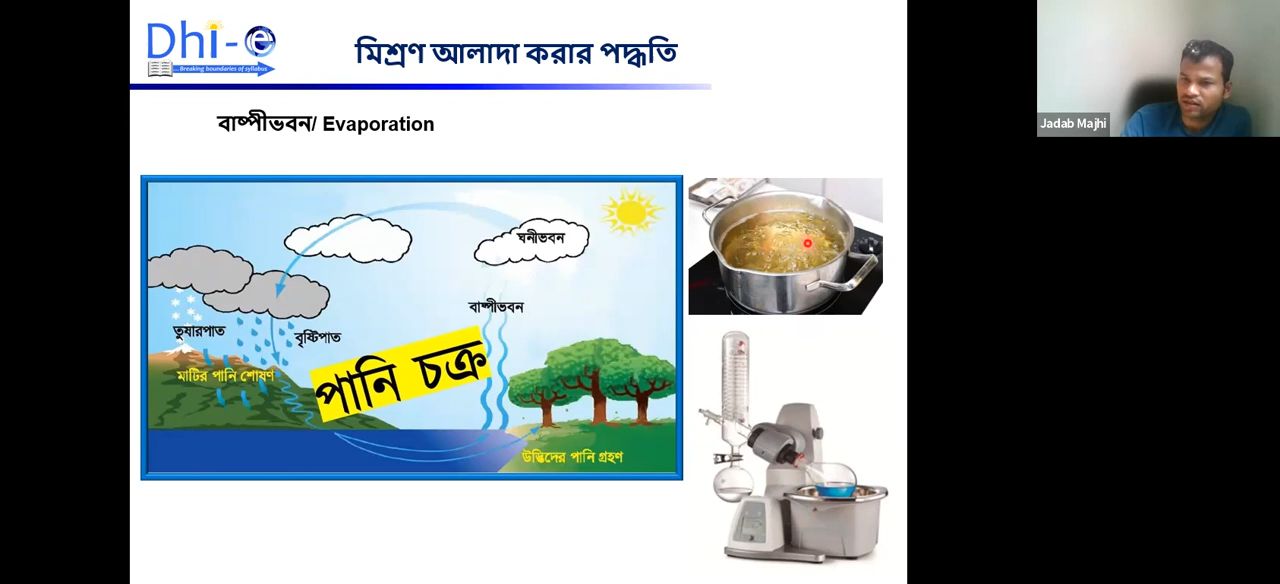 Dhi-e
... Breaking boundaries of syllabus
মিশ্রণ আলাদা করার পদ্ধতি
Jadab Majhi
বাষ্পীভবন/ Evaporation
ঘনীভবন
বাষ্পীভবন
তুষারপাত
বৃষ্টিপাত
পানি চক্র
মাটির পানি শোষণ
উদ্ভিদের পানি গ্রহণ